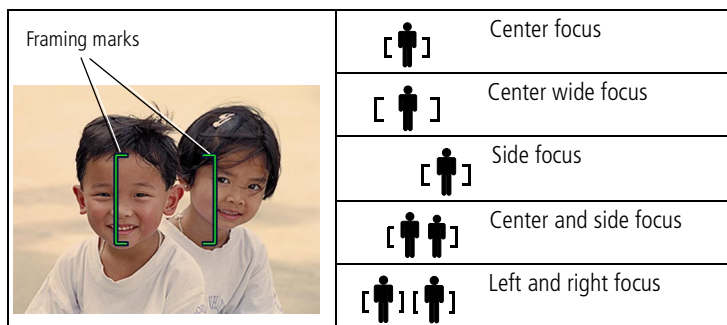 Framing marks
Center focus
Center wide focus
Side focus
Center and side focus
Left and right focus